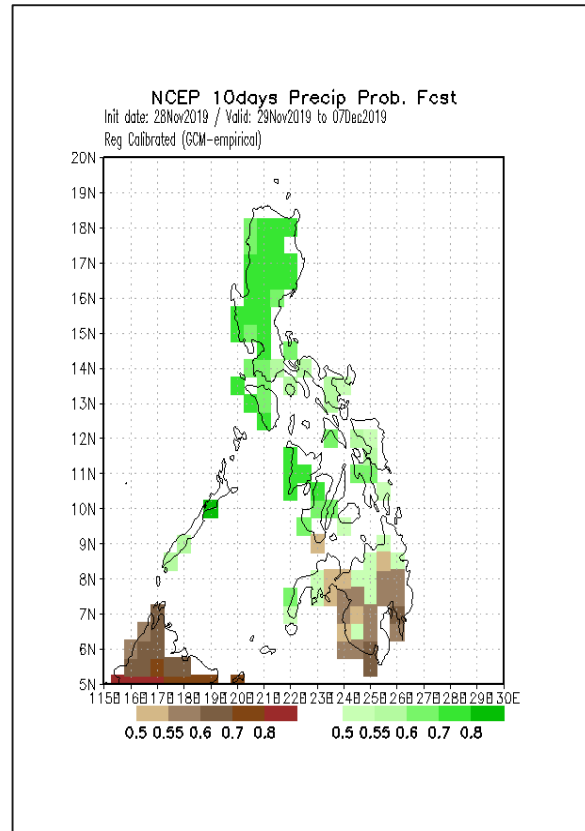 NCEP 10days Precip Prob. Fcst
Init date: 28Nov2019 / Valid: 29Nov2019 to 07Dec2019
Reg Calibrated (GCM-empirical)
20N
19N
18N
17N
16N
15N
14N
13N
12N
11N
10N
9N
8N
7N
6N
5N
115E 116E 117E 118E 119E 120E 121E 122E 123E 124E 125E 126E 127E 128E 129E 130E
0.5 0.55 0.6 0.7 0.8 0.5 0.55 0.6 0.7 0.8